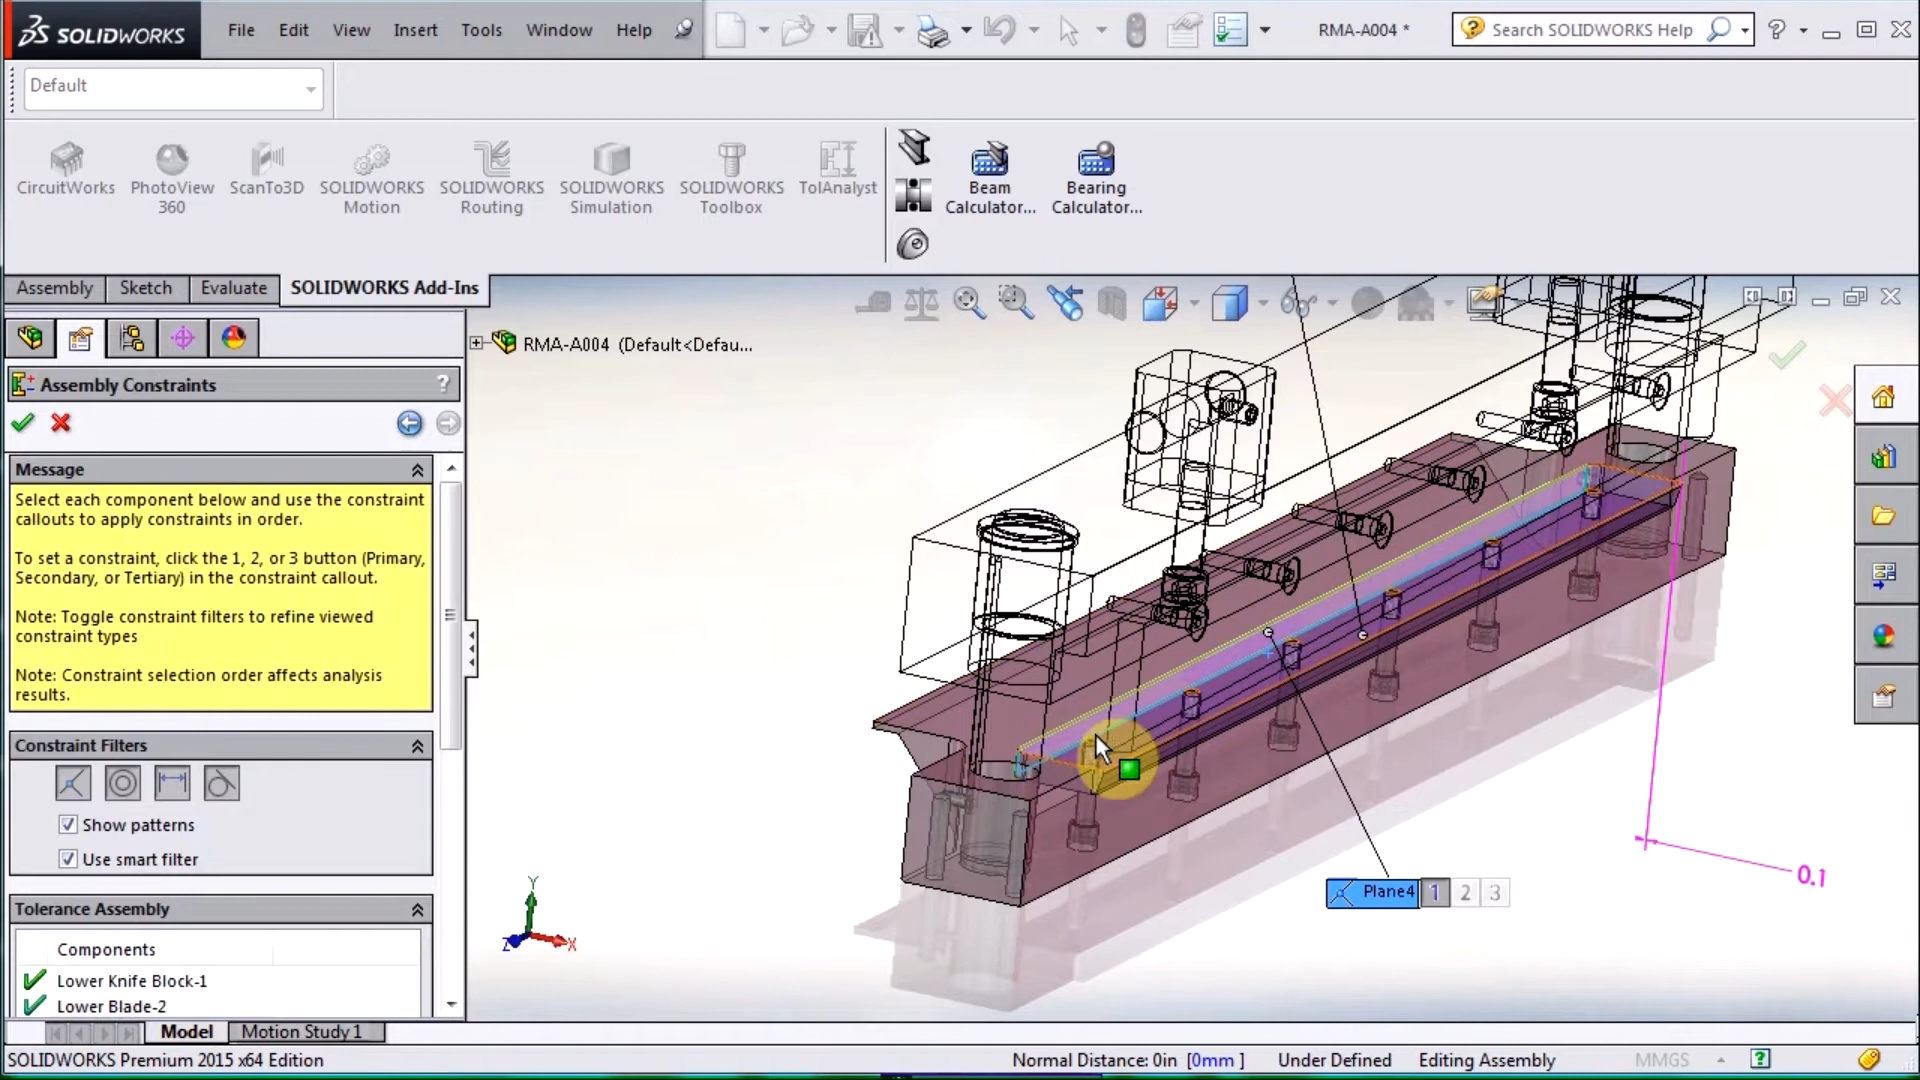 SOLIDWORKS
File Edit View Insert Tools Window Help
RMA-A004 *
Search SOLIDWORKS Help
Default
CircuitWorks
PhotoView 360
ScanTo3D
SOLIDWORKS Motion
SOLIDWORKS Routing
SOLIDWORKS Simulation
SOLIDWORKS Toolbox
TolAnalyst
Beam Calculator...
Bearing Calculator...
Assembly Sketch Evaluate SOLIDWORKS Add-Ins
RMA-A004 (Default<Defau...
Assembly Constraints
?
Message
Select each component below and use the constraint
callouts to apply constraints in order.
To set a constraint, click the 1, 2, or 3 button (Primary,
Secondary, or Tertiary) in the constraint callout.
Note: Toggle constraint filters to refine viewed
constraint types
Note: Constraint selection order affects analysis
results.
Constraint Filters
Show patterns
Use smart filter
Tolerance Assembly
Components
Lower Knife Block-1
Lower Blade-2
Plane4 1 2 3
0.1
Y
Z
X
Model Motion Study 1
SOLIDWORKS Premium 2015 x64 Edition
Normal Distance: 0in [0mm ] Under Defined Editing Assembly MMGS ?